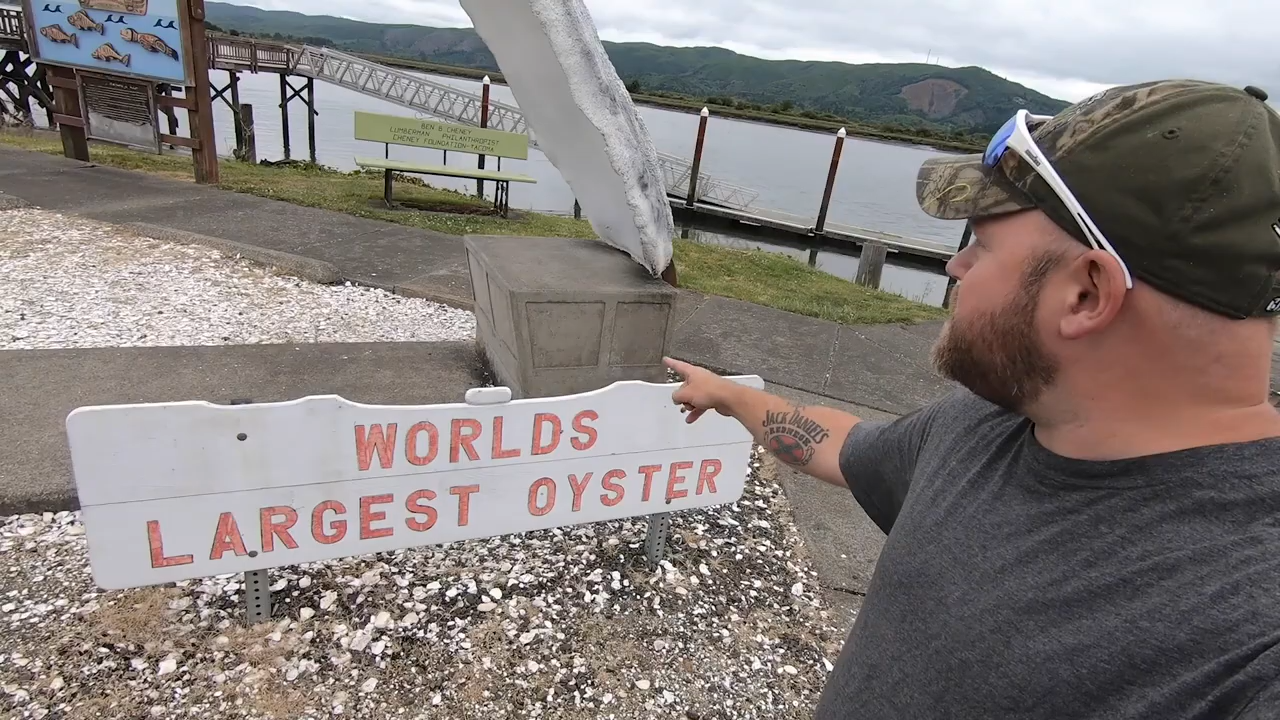 BEN B. CHENEY
LUMBERMAN PHILANTHROPIST
CHENEY FOUNDATION-TACOMA
WORLDS
LARGEST OYSTER
JACK DANIEL'S